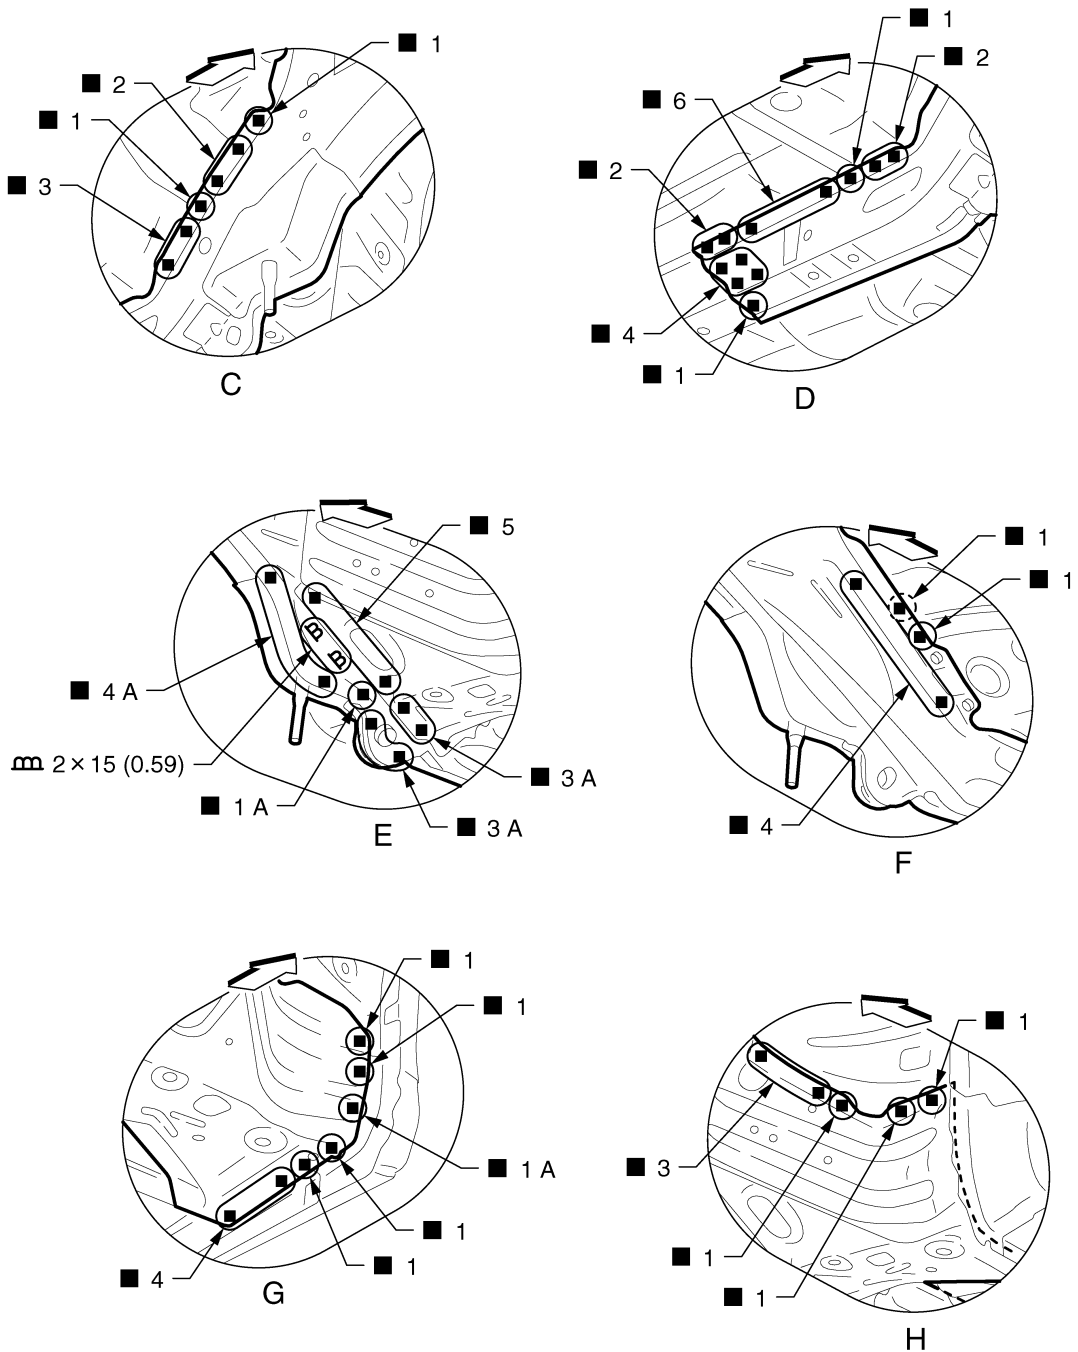 ■ 1
■ 2
■ 1
■ 3
C
■ 1
■ 2
■ 6
■ 2
■ 4
■ 1
D
■ 5
■ 4 A
2 × 15 (0.59)
■ 1 A
■ 3 A
■ 3 A
E
■ 1
■ 1
■ 4
F
■ 1
■ 1
■ 1 A
■ 1
■ 1
■ 4
G
■ 1
■ 3
■ 1
■ 1
H